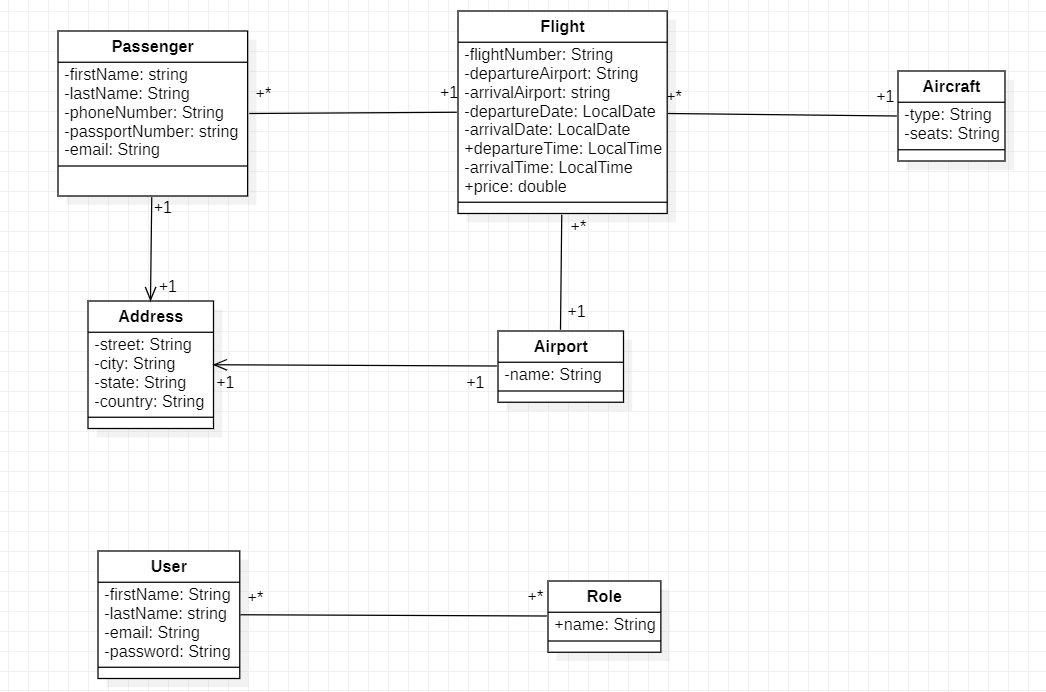 Passenger
-firstName: string
-lastName: String
-phoneNumber: String
-passportNumber: string
-email: String
+*
+1
Flight
-flightNumber: String
-departureAirport: String
-arrivalAirport: string
-departureDate: LocalDate
-arrivalDate: LocalDate
+departureTime: LocalTime
-arrivalTime: LocalTime
+price: double
+*
+1
Aircraft
-type: String
-seats: String
+1
+1
+*
+1
Address
-street: String
-city: String
-state: String
-country: String
+1
+1
Airport
-name: String
User
-firstName: String
-lastName: string
-email: String
-password: String
+*
+*
Role
+name: String